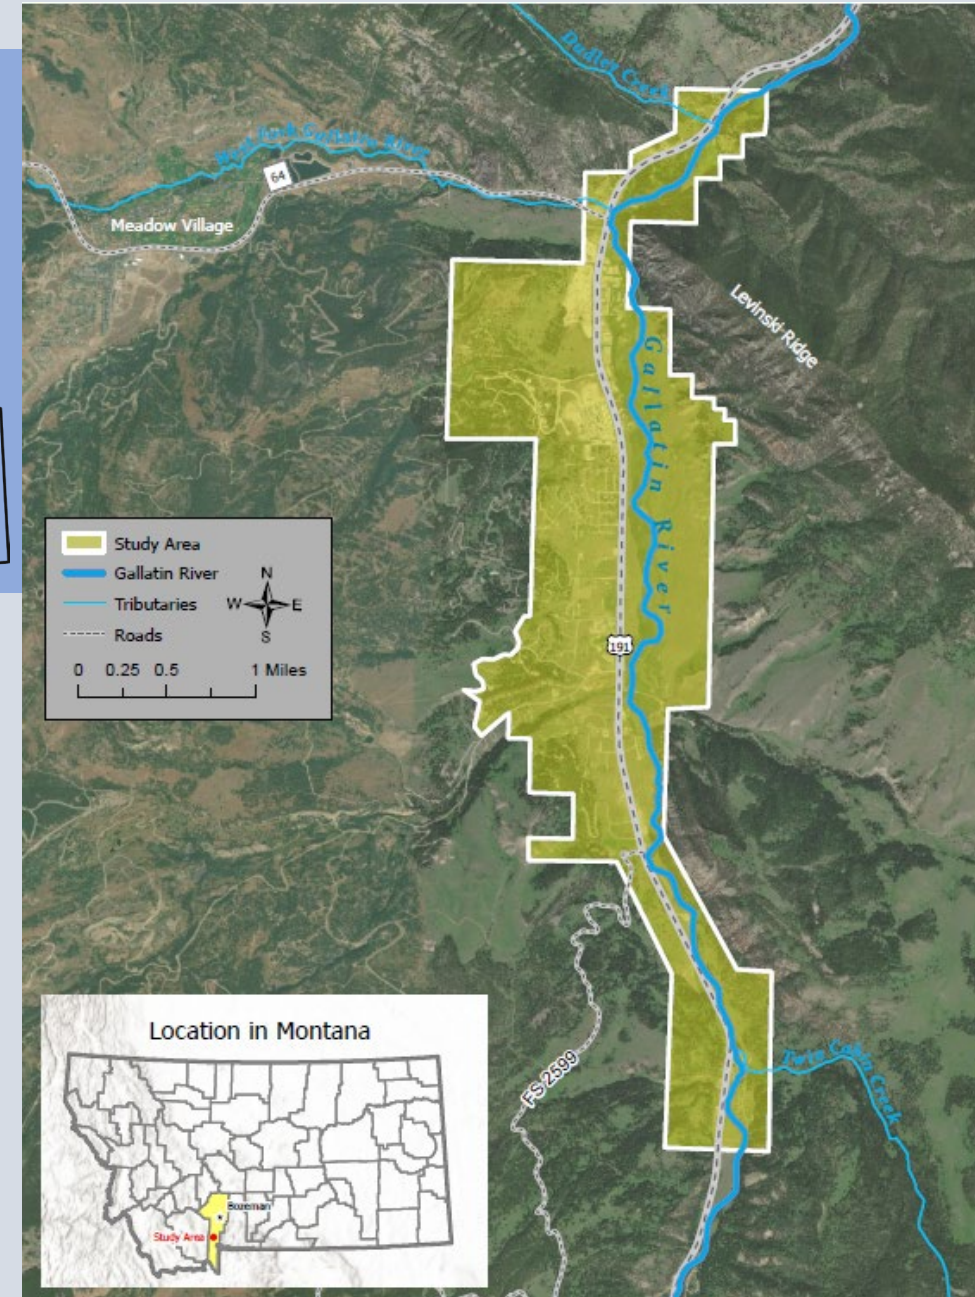 Dudley Creek
West Fork Gallatin River
64
Meadow Village
Levinski Ridge
Gallatin River
Study Area
Gallatin River
Tributaries
Roads
N
W E
S
0 0.25 0.5 1 Miles
191
Location in Montana
Bozeman
Study Area
FS 2599
Twin Cabin Creek